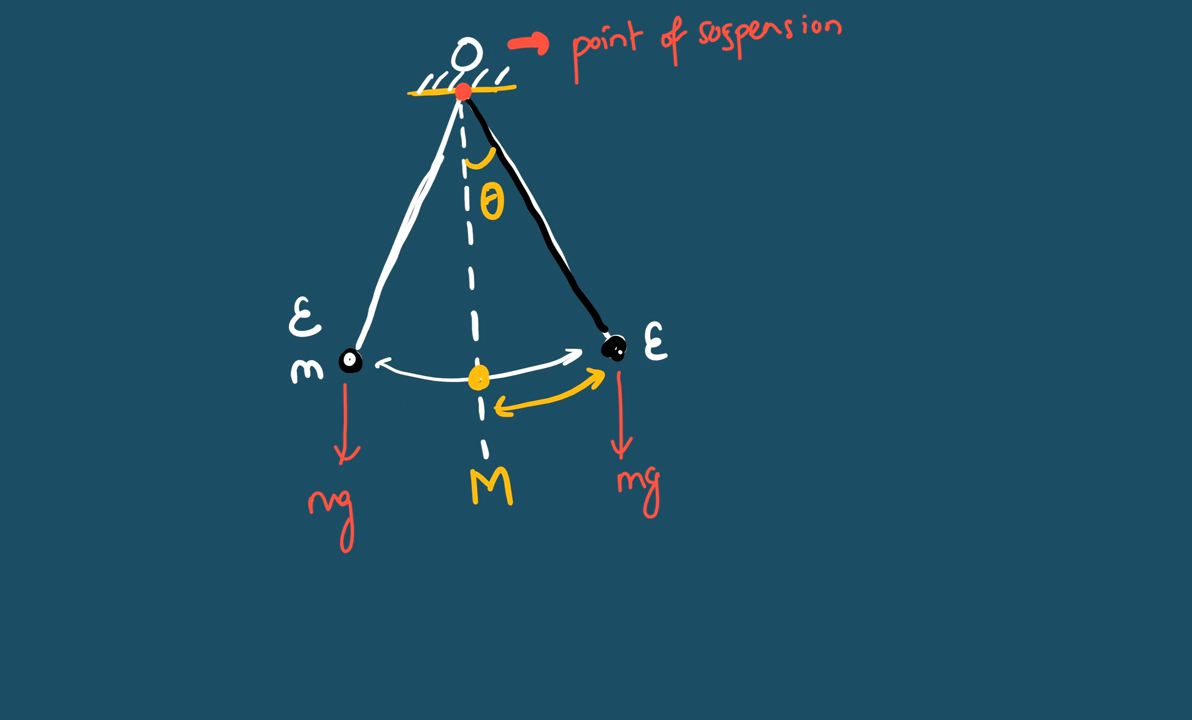 O
point of sospension
θ
ε
m
ε
M
mg
mg